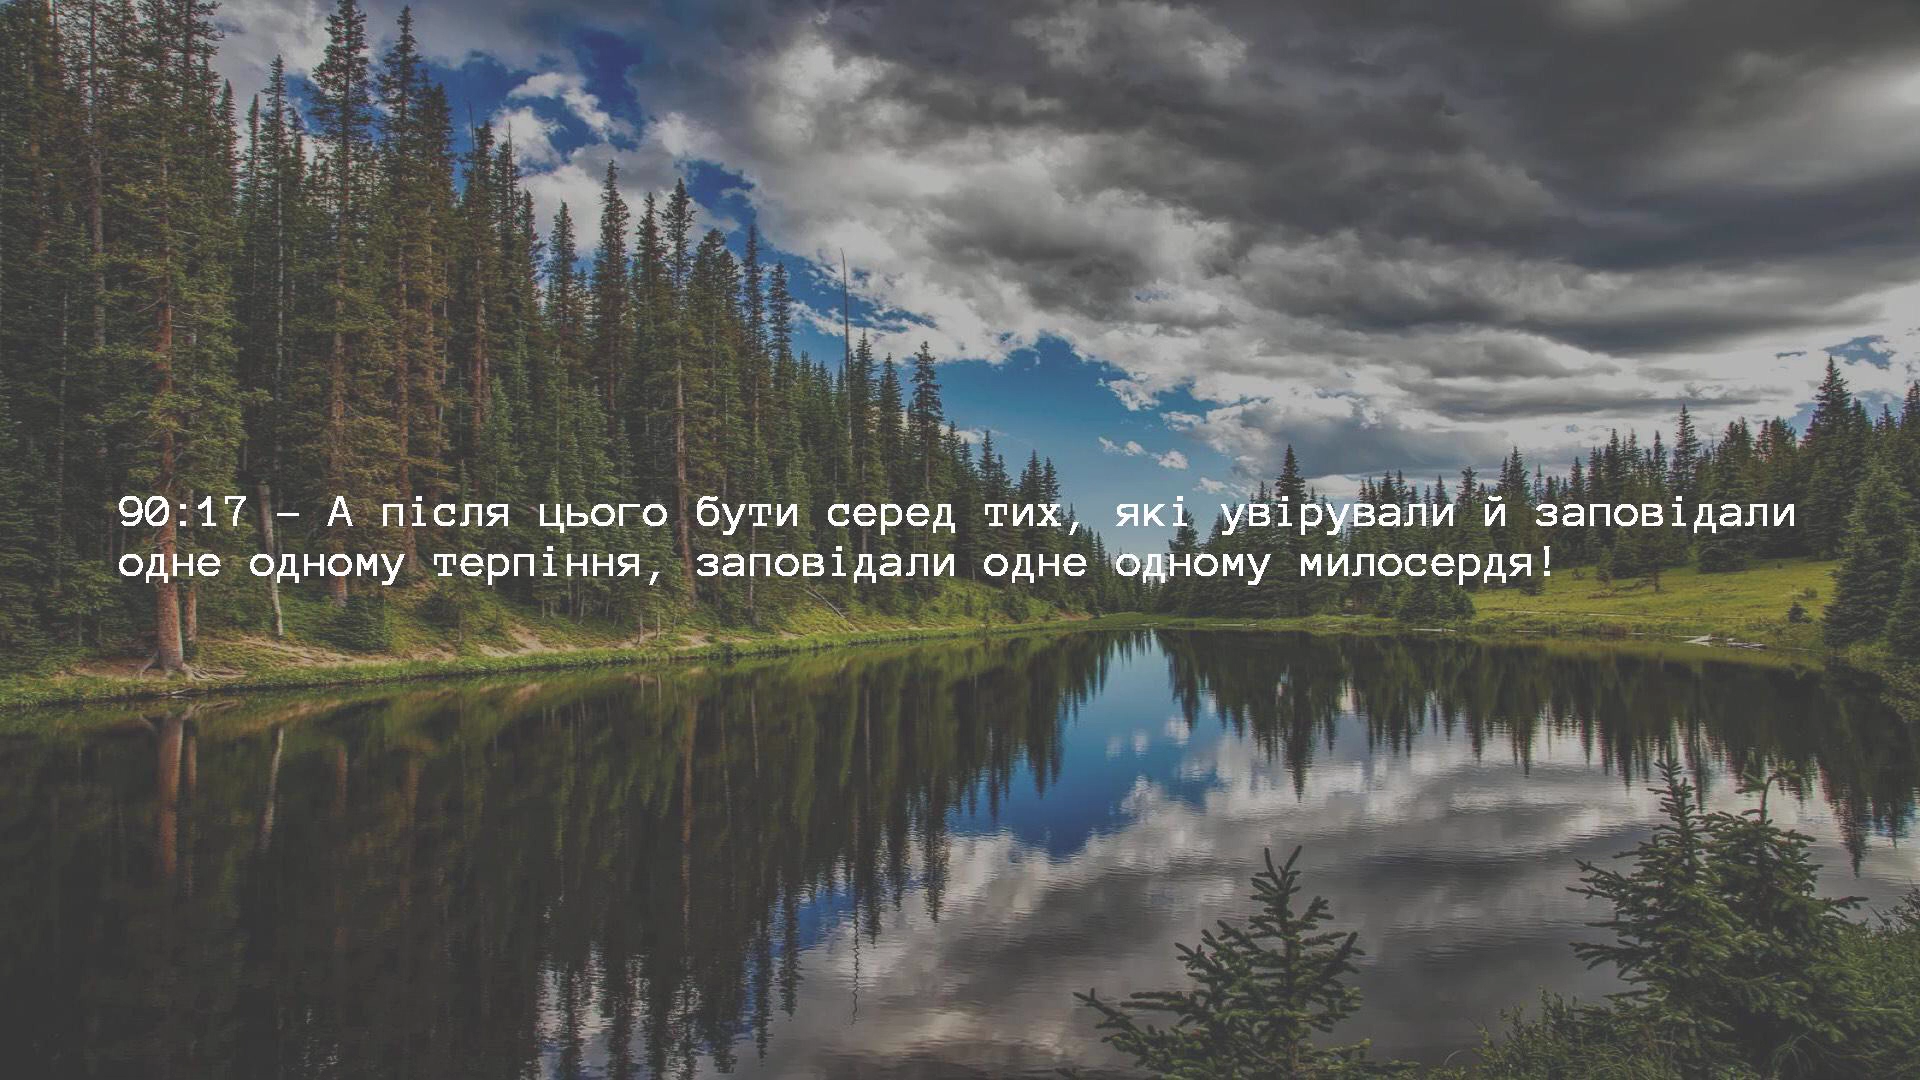 90:17 — А після цього бути серед тих, які увірували й заповідали
одне одному терпіння, заповідали одне одному милосердя!